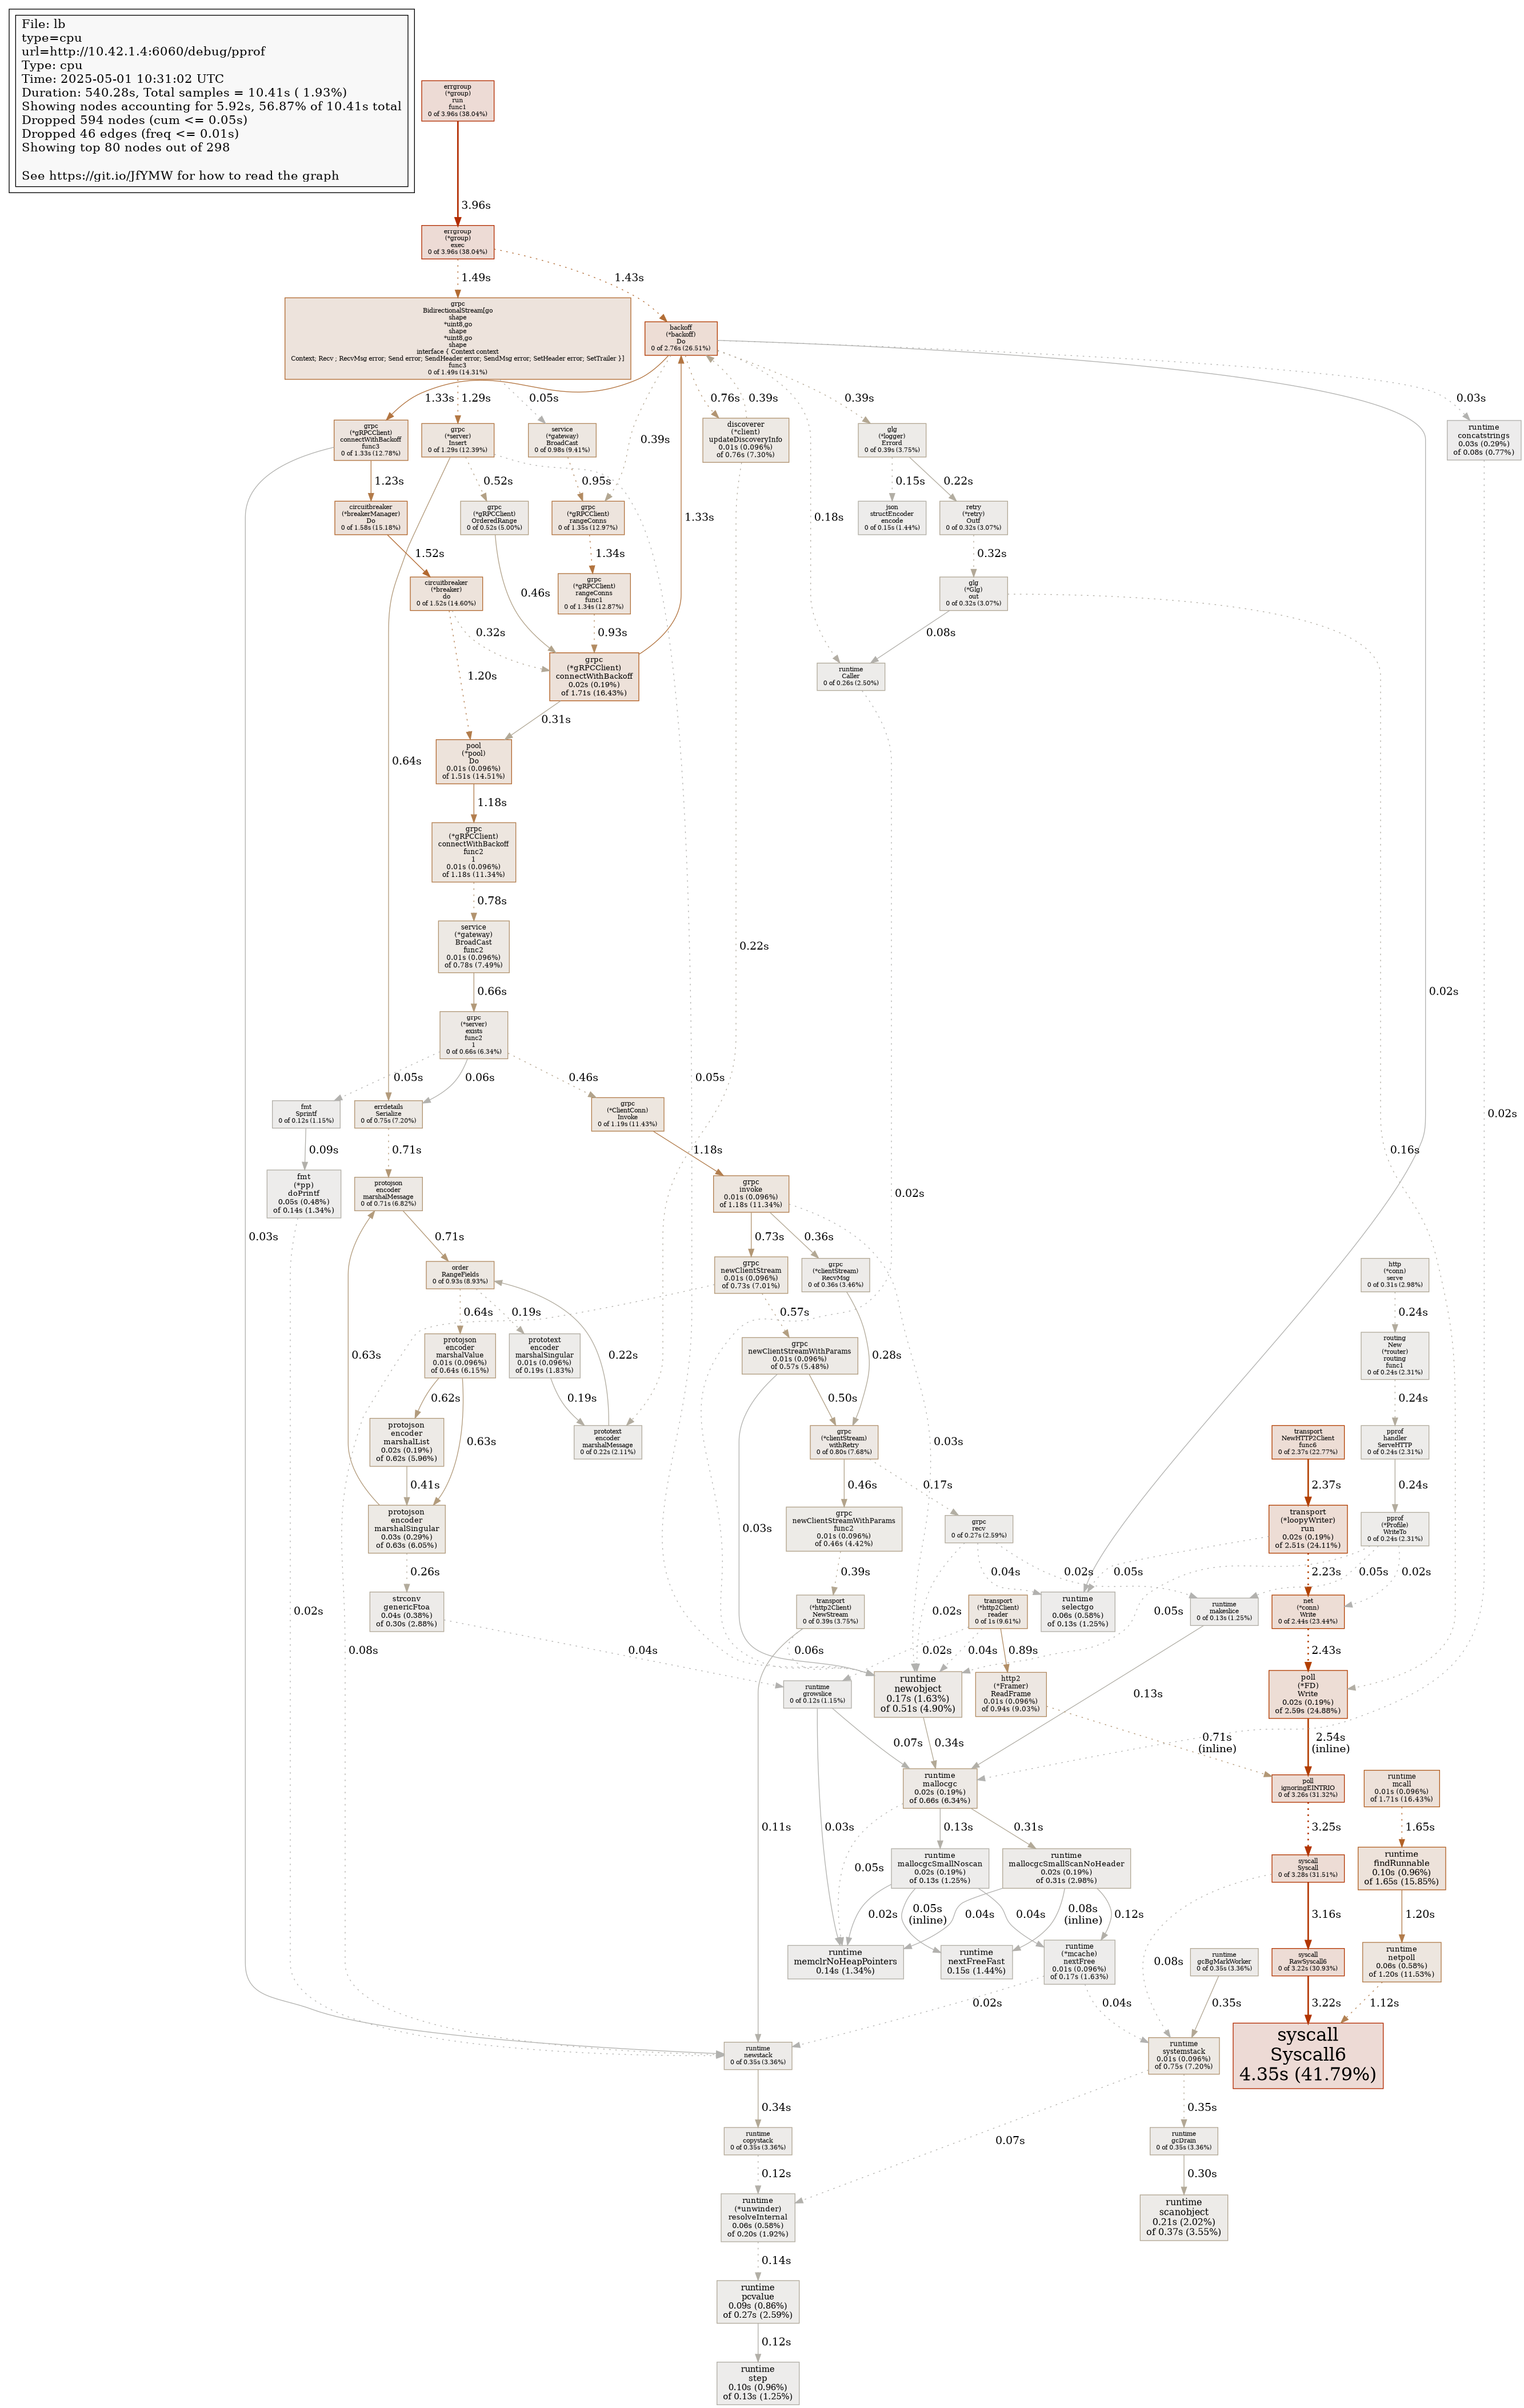 File: lb
type=cpu
url=http://10.42.1.4:6060/debug/pprof
Type: cpu
Time: 2025-05-01 10:31:02 UTC
Duration: 540.28s, Total samples = 10.41s ( 1.93%)
Showing nodes accounting for 5.92s, 56.87% of 10.41s total
Dropped 594 nodes (cum <= 0.05s)
Dropped 46 edges (freq <= 0.01s)
Showing top 80 nodes out of 298
See https://git.io/JfYMW for how to read the graph
errgroup
(*group)
run
func1
0 of 3.96s (38.04%)
3.96s
errgroup
(*group)
exec
0 of 3.96s (38.04%)
1.49s
1.43s
grpc
BidirectionalStream[go
shape
*uint8,go
shape
*uint8,go
shape
interface { Context context
Context; Recv ; RecvMsg error; Send error; SendHeader error; SendMsg error; SetHeader error; SetTrailer }]
func3
0 of 1.49s (14.31%)
backoff
(*backoff)
Do
0 of 2.76s (26.51%)
1.33s
1.29s
0.05s
0.39s
0.76s
0.39s
0.18s
0.39s
0.02s
0.03s
grpc
(*gRPCClient)
connectWithBackoff
func3
0 of 1.33s (12.78%)
grpc
(*server)
Insert
0 of 1.29s (12.39%)
service
(*gateway)
BroadCast
0 of 0.98s (9.41%)
discoverer
(*client)
updateDiscoveryInfo
0.01s (0.096%)
of 0.76s (7.30%)
glg
(*logger)
Errord
0 of 0.39s (3.75%)
runtime
concatstrings
0.03s (0.29%)
of 0.08s (0.77%)
1.23s
0.03s
0.52s
0.64s
0.05s
0.95s
0.22s
0.15s
0.22s
0.02s
circuitbreaker
(*breakerManager)
Do
0 of 1.58s (15.18%)
grpc
(*gRPCClient)
OrderedRange
0 of 0.52s (5.00%)
grpc
(*gRPCClient)
rangeConns
0 of 1.35s (12.97%)
json
structEncoder
encode
0 of 0.15s (1.44%)
retry
(*retry)
Outf
0 of 0.32s (3.07%)
1.52s
0.46s
1.34s
1.33s
0.32s
circuitbreaker
(*breaker)
do
0 of 1.52s (14.60%)
grpc
(*gRPCClient)
rangeConns
func1
0 of 1.34s (12.87%)
glg
(*Glg)
out
0 of 0.32s (3.07%)
0.32s
1.20s
0.93s
0.08s
0.16s
grpc
(*gRPCClient)
connectWithBackoff
0.02s (0.19%)
of 1.71s (16.43%)
runtime
Caller
0 of 0.26s (2.50%)
0.31s
0.02s
pool
(*pool)
Do
0.01s (0.096%)
of 1.51s (14.51%)
1.18s
grpc
(*gRPCClient)
connectWithBackoff
func2
1
0.01s (0.096%)
of 1.18s (11.34%)
0.78s
service
(*gateway)
BroadCast
func2
0.01s (0.096%)
of 0.78s (7.49%)
0.66s
grpc
(*server)
exists
func2
1
0 of 0.66s (6.34%)
0.05s
0.06s
0.46s
fmt
Sprintf
0 of 0.12s (1.15%)
errdetails
Serialize
0 of 0.75s (7.20%)
grpc
(*ClientConn)
Invoke
0 of 1.19s (11.43%)
0.09s
0.71s
1.18s
fmt
(*pp)
doPrintf
0.05s (0.48%)
of 0.14s (1.34%)
protojson
encoder
marshalMessage
0 of 0.71s (6.82%)
grpc
invoke
0.01s (0.096%)
of 1.18s (11.34%)
0.02s
0.71s
0.73s
0.36s
0.03s
order
RangeFields
0 of 0.93s (8.93%)
grpc
newClientStream
0.01s (0.096%)
of 0.73s (7.01%)
grpc
(*clientStream)
RecvMsg
0 of 0.36s (3.46%)
http
(*conn)
serve
0 of 0.31s (2.98%)
0.64s
0.19s
0.08s
0.57s
0.28s
0.24s
protojson
encoder
marshalValue
0.01s (0.096%)
of 0.64s (6.15%)
prototext
encoder
marshalSingular
0.01s (0.096%)
of 0.19s (1.83%)
grpc
newClientStreamWithParams
0.01s (0.096%)
of 0.57s (5.48%)
routing
New
(*router)
routing
func1
0 of 0.24s (2.31%)
0.63s
0.62s
0.63s
0.19s
0.22s
0.03s
0.50s
0.24s
protojson
encoder
marshalList
0.02s (0.19%)
of 0.62s (5.96%)
prototext
encoder
marshalMessage
0 of 0.22s (2.11%)
grpc
(*clientStream)
withRetry
0 of 0.80s (7.68%)
transport
NewHTTP2Client
func6
0 of 2.37s (22.77%)
pprof
handler
ServeHTTP
0 of 0.24s (2.31%)
0.41s
0.46s
0.17s
2.37s
0.24s
protojson
encoder
marshalSingular
0.03s (0.29%)
of 0.63s (6.05%)
grpc
newClientStreamWithParams
func2
0.01s (0.096%)
of 0.46s (4.42%)
grpc
recv
0 of 0.27s (2.59%)
transport
(*loopyWriter)
run
0.02s (0.19%)
of 2.51s (24.11%)
pprof
(*Profile)
WriteTo
0 of 0.24s (2.31%)
0.26s
0.39s
0.02s
0.04s
0.02s
0.05s
2.23s
0.05s
0.05s
0.02s
strconv
genericFtoa
0.04s (0.38%)
of 0.30s (2.88%)
transport
(*http2Client)
NewStream
0 of 0.39s (3.75%)
transport
(*http2Client)
reader
0 of 1s (9.61%)
runtime
selectgo
0.06s (0.58%)
of 0.13s (1.25%)
runtime
makeslice
0 of 0.13s (1.25%)
net
(*conn)
Write
0 of 2.44s (23.44%)
0.04s
0.11s
0.06s
0.02s
0.04s
0.89s
0.13s
2.43s
runtime
growslice
0 of 0.12s (1.15%)
runtime
newobject
0.17s (1.63%)
of 0.51s (4.90%)
http2
(*Framer)
ReadFrame
0.01s (0.096%)
of 0.94s (9.03%)
poll
(*FD)
Write
0.02s (0.19%)
of 2.59s (24.88%)
0.03s
0.07s
0.34s
0.71s
(inline)
2.54s
(inline)
runtime
mallocgc
0.02s (0.19%)
of 0.66s (6.34%)
poll
ignoringEINTRIO
0 of 3.26s (31.32%)
runtime
mcall
0.01s (0.096%)
of 1.71s (16.43%)
0.05s
0.13s
0.31s
3.25s
1.65s
runtime
mallocgcSmallNoscan
0.02s (0.19%)
of 0.13s (1.25%)
runtime
mallocgcSmallScanNoHeader
0.02s (0.19%)
of 0.31s (2.98%)
syscall
Syscall
0 of 3.28s (31.51%)
runtime
findRunnable
0.10s (0.96%)
of 1.65s (15.85%)
0.02s
0.05s
(inline)
0.04s
0.04s
0.08s
(inline)
0.12s
0.08s
3.16s
1.20s
runtime
memclrNoHeapPointers
0.14s (1.34%)
runtime
nextFreeFast
0.15s (1.44%)
runtime
(*mcache)
nextFree
0.01s (0.096%)
of 0.17s (1.63%)
runtime
gcBgMarkWorker
0 of 0.35s (3.36%)
syscall
RawSyscall6
0 of 3.22s (30.93%)
runtime
netpoll
0.06s (0.58%)
of 1.20s (11.53%)
0.02s
0.04s
0.35s
3.22s
1.12s
runtime
newstack
0 of 0.35s (3.36%)
runtime
systemstack
0.01s (0.096%)
of 0.75s (7.20%)
syscall
Syscall6
4.35s (41.79%)
0.34s
0.07s
0.35s
runtime
copystack
0 of 0.35s (3.36%)
runtime
gcDrain
0 of 0.35s (3.36%)
0.12s
0.30s
runtime
(*unwinder)
resolveInternal
0.06s (0.58%)
of 0.20s (1.92%)
runtime
scanobject
0.21s (2.02%)
of 0.37s (3.55%)
0.14s
runtime
pcvalue
0.09s (0.86%)
of 0.27s (2.59%)
0.12s
runtime
step
0.10s (0.96%)
of 0.13s (1.25%)